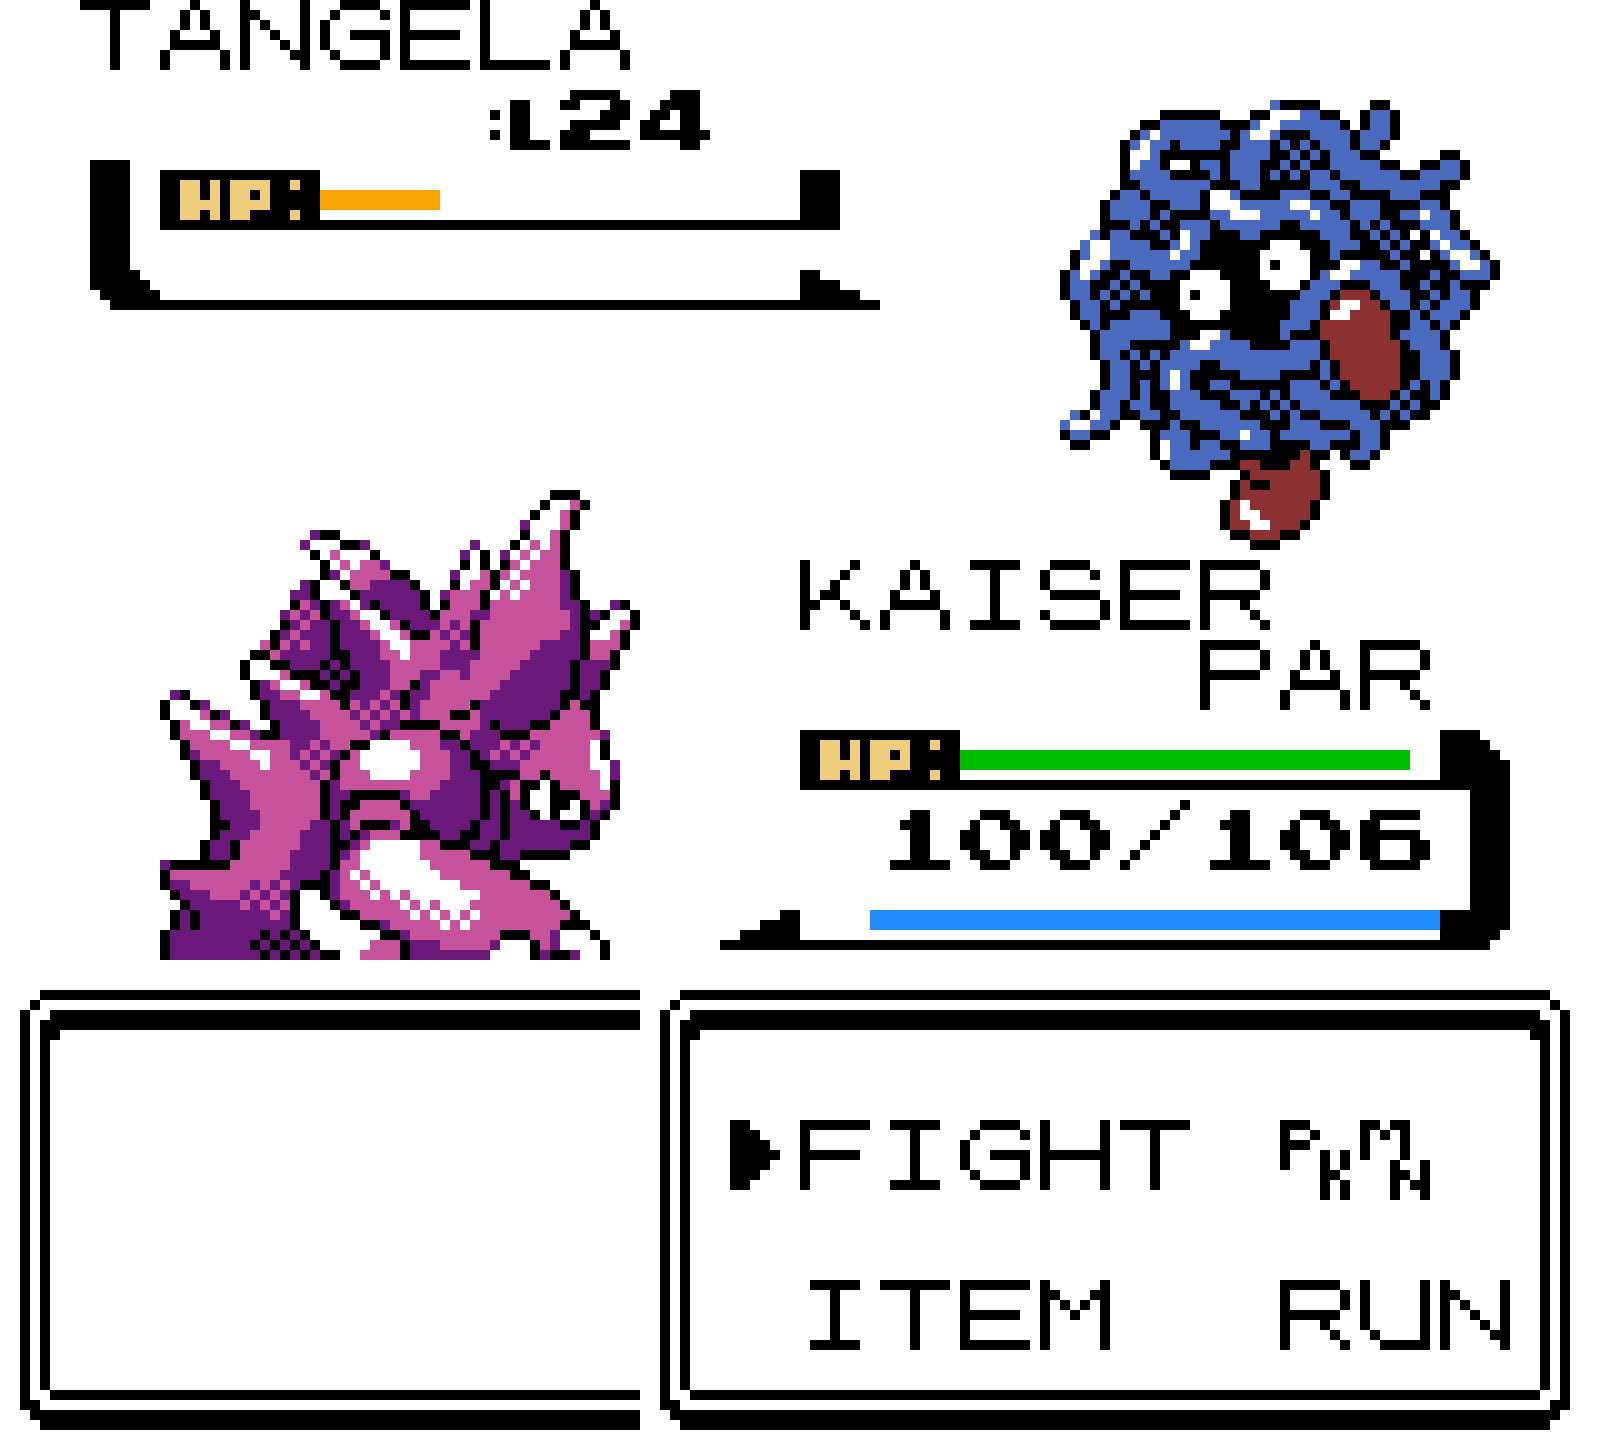 TANGELA
:L24
HP:
KAISER
PAR
HP:
100/106
FIGHT PKMN
ITEM RUN